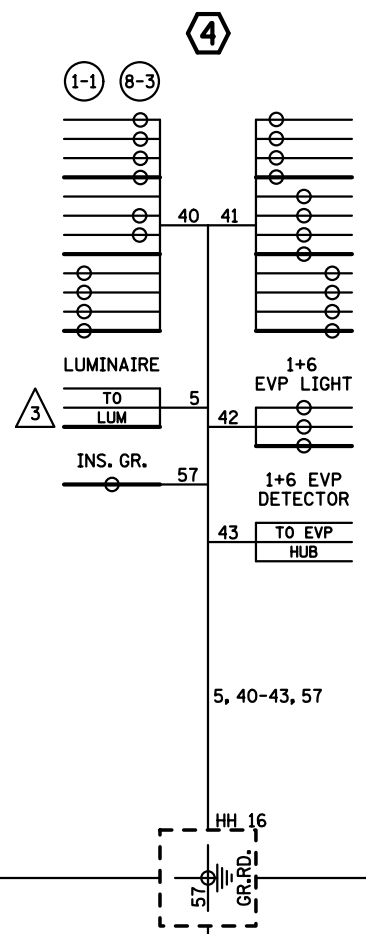 4
1-1 8-3
40 41
LUMINAIRE
3
TO
LUM
5
1+6
EVP LIGHT
42
INS. GR.
57
1+6 EVP
DETECTOR
43
TO EVP
HUB
5, 40-43, 57
HH 16
57
GR.RD.